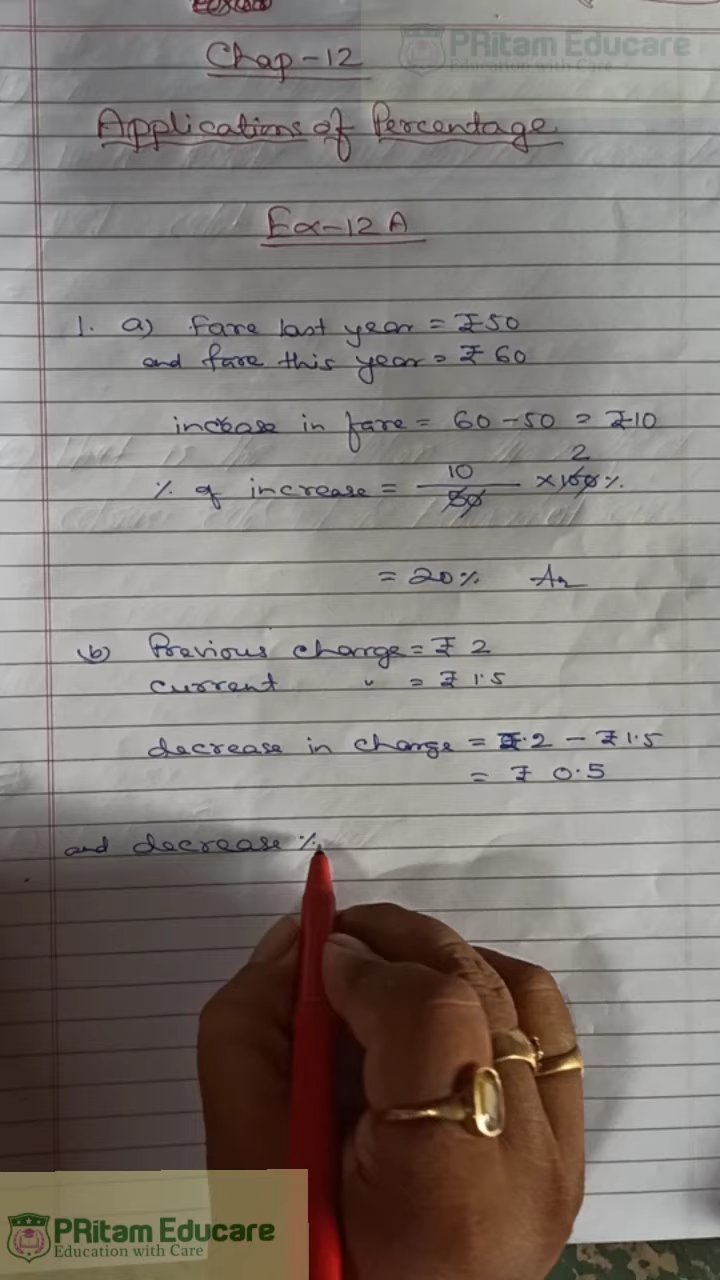 PRitam Educare
Education with Care
Chap-12
Applications of Percentage
Ex-12 A
1. a) Fare last year = ₹50
and fare this year = ₹ 60
increase in fare = 60 - 50 = ₹10
2
% of increase = 10/50 × 100 %
= 20% An
(b) Previous charge = ₹ 2
current " = ₹ 1.5
decrease in charge = ₹.2 - ₹1.5
= ₹ 0.5
and decrease %
PRitam Educare
Education with Care